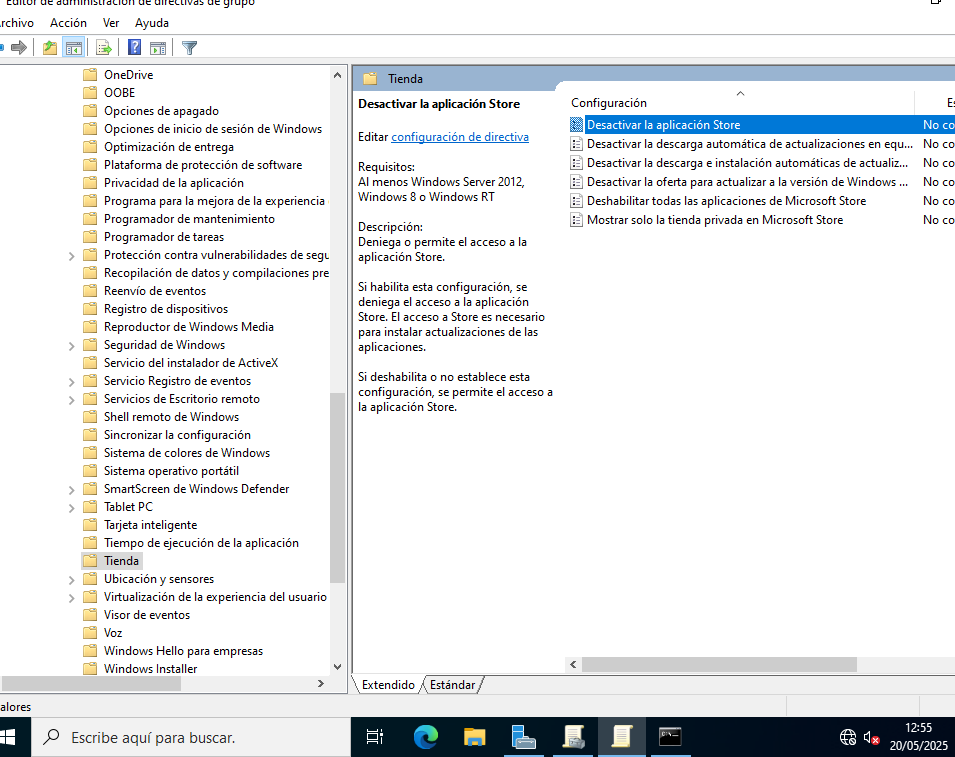 Editor de administración de directivas de grupo
rchivo Acción Ver Ayuda
OneDrive
OOBE
Opciones de apagado
Opciones de inicio de sesión de Windows
Optimización de entrega
Plataforma de protección de software
Privacidad de la aplicación
Programa para la mejora de la experiencia
Programador de mantenimiento
Programador de tareas
Protección contra vulnerabilidades de segu
Recopilación de datos y compilaciones pre
Reenvío de eventos
Registro de dispositivos
Reproductor de Windows Media
Seguridad de Windows
Servicio del instalador de ActiveX
Servicio Registro de eventos
Servicios de Escritorio remoto
Shell remoto de Windows
Sincronizar la configuración
Sistema de colores de Windows
Sistema operativo portátil
SmartScreen de Windows Defender
Tablet PC
Tarjeta inteligente
Tiempo de ejecución de la aplicación
Tienda
Ubicación y sensores
Virtualización de la experiencia del usuario
Visor de eventos
Voz
Windows Hello para empresas
Windows Installer
Tienda
Desactivar la aplicación Store
Editar configuración de directiva
Requisitos:
Al menos Windows Server 2012,
Windows 8 o Windows RT
Descripción:
Deniega o permite el acceso a la
aplicación Store.
Si habilita esta configuración, se
deniega el acceso a la aplicación
Store. El acceso a Store es necesario
para instalar actualizaciones de las
aplicaciones.
Si deshabilita o no establece esta
configuración, se permite el acceso a
la aplicación Store.
Configuración Es
Desactivar la aplicación Store No co
Desactivar la descarga automática de actualizaciones en equ... No co
Desactivar la descarga e instalación automáticas de actualiz... No co
Desactivar la oferta para actualizar a la versión de Windows ... No co
Deshabilitar todas las aplicaciones de Microsoft Store No co
Mostrar solo la tienda privada en Microsoft Store No co
Extendido Estándar
alores
Escribe aquí para buscar.
12:55
20/05/2025